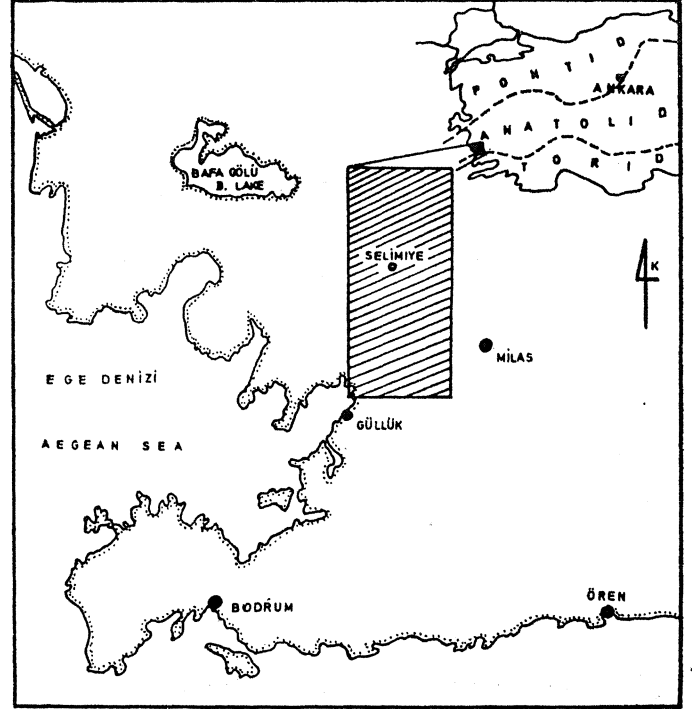 PONTID
ANKARA
ANATOLID
TORID
BAFA GÖLÜ
B. LAKE
SELİMİYE
K
MİLAS
EGE DENİZİ
GÜLLÜK
AEGEAN SEA
ÖREN
BODRUM